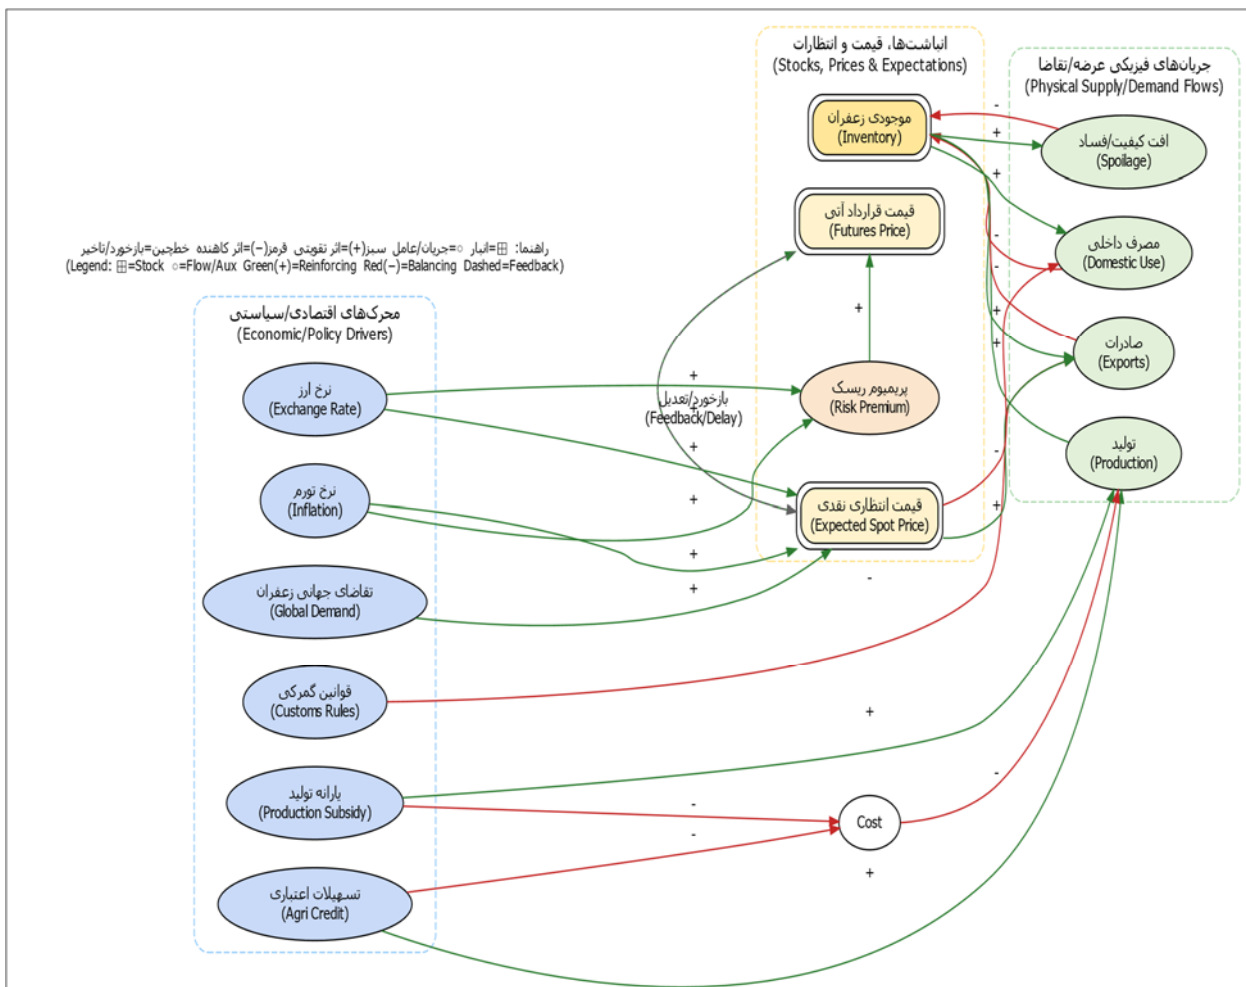 انباشت‌ها، قیمت و انتظارات
(Stocks, Prices & Expectations)
جریان‌های فیزیکی عرضه/تقاضا
(Physical Supply/Demand Flows)
موجودی زعفران
(Inventory)
افت کیفیت/فساد
(Spoilage)
قیمت قرارداد آتی
(Futures Price)
مصرف داخلی
(Domestic Use)
راهنما: ⊞=انبار ○=جریان/عامل سبز(+)=اثر تقویتی قرمز(−)=اثر کاهنده خط‌چین=بازخورد/تاخیر
(Legend: ⊞=Stock ○=Flow/Aux Green(+)=Reinforcing Red(−)=Balancing Dashed=Feedback)
محرک‌های اقتصادی/سیاستی
(Economic/Policy Drivers)
صادرات
(Exports)
نرخ ارز
(Exchange Rate)
پریمیوم ریسک
(Risk Premium)
بازخورد/تعدیل
(Feedback/Delay)
تولید
(Production)
نرخ تورم
(Inflation)
قیمت انتظاری نقدی
(Expected Spot Price)
تقاضای جهانی زعفران
(Global Demand)
قوانین گمرکی
(Customs Rules)
یارانه تولید
(Production Subsidy)
Cost
تسهیلات اعتباری
(Agri Credit)
-
+
+
-
-
+
+
+
+
+
+
-
+
+
+
+
-
+
-
-
-
+